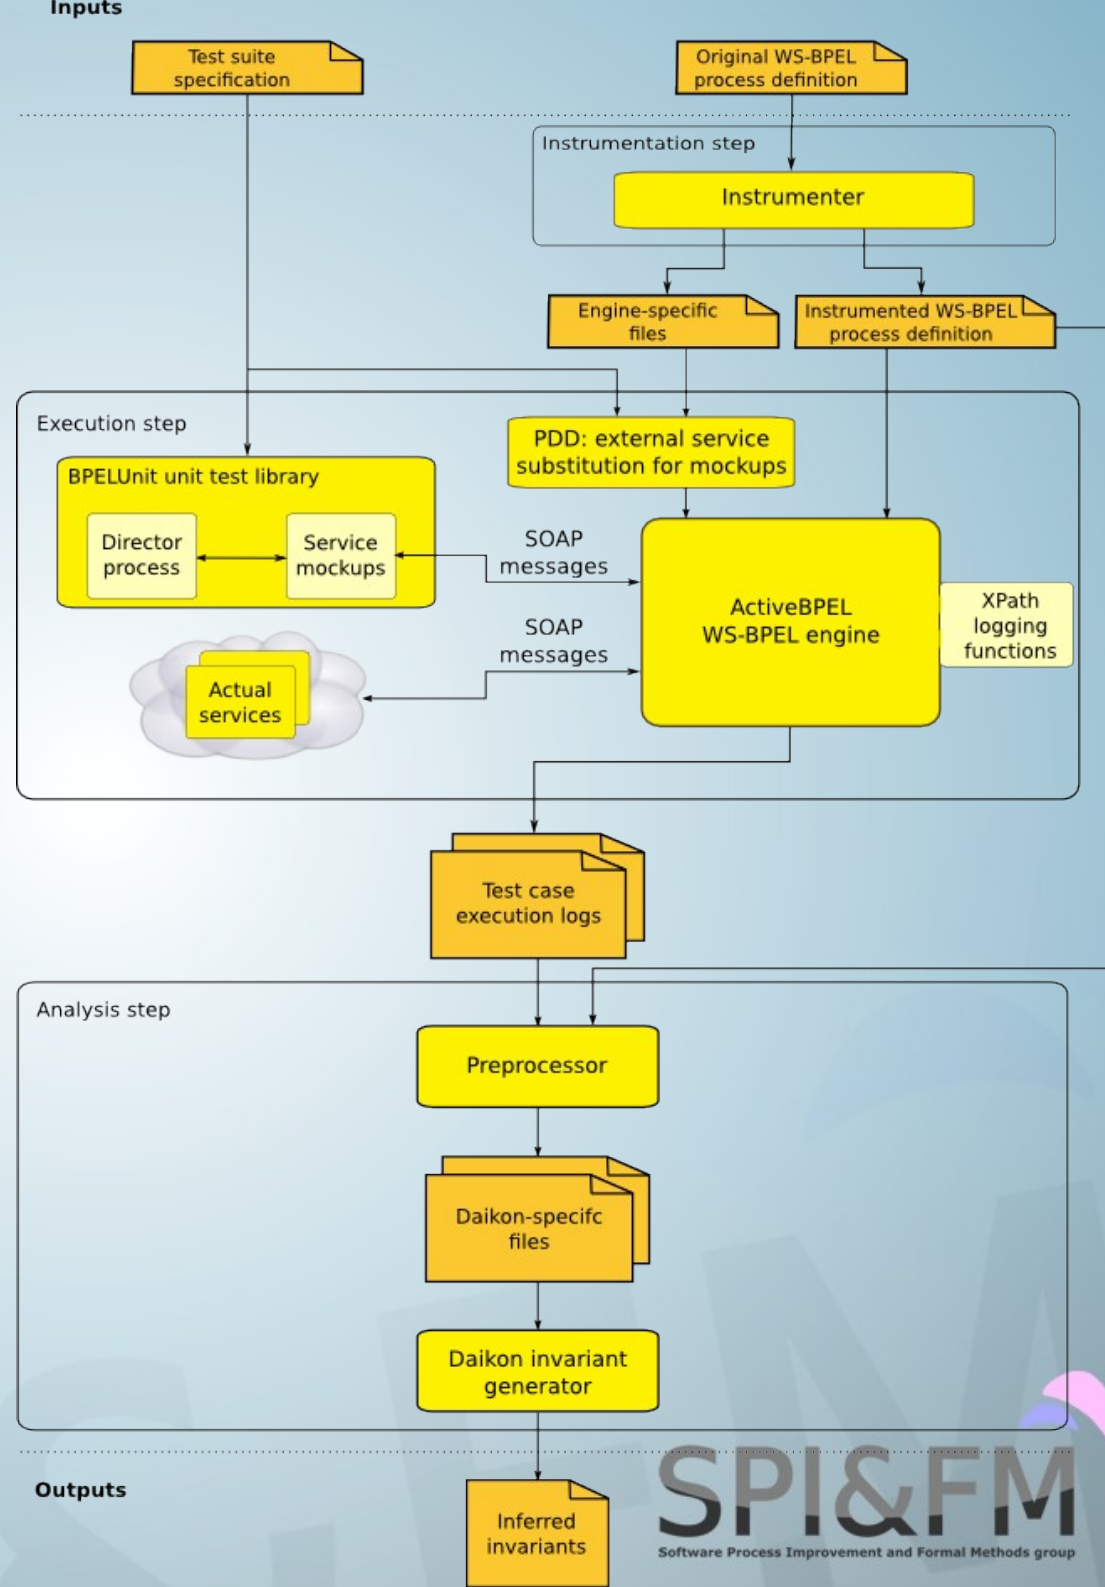 Inputs
Test suite
specification
Original WS-BPEL
process definition
Instrumentation step
Instrumenter
Engine-specific
files
Instrumented WS-BPEL
process definition
Execution step
PDD: external service
substitution for mockups
BPELUnit unit test library
Director
process
Service
mockups
SOAP
messages
ActiveBPEL
WS-BPEL engine
XPath
logging
functions
SOAP
messages
Actual
services
Test case
execution logs
Analysis step
Preprocessor
Daikon-specifc
files
Daikon invariant
generator
Outputs
Inferred
invariants
SPI&FM
Software Process Improvement and Formal Methods group